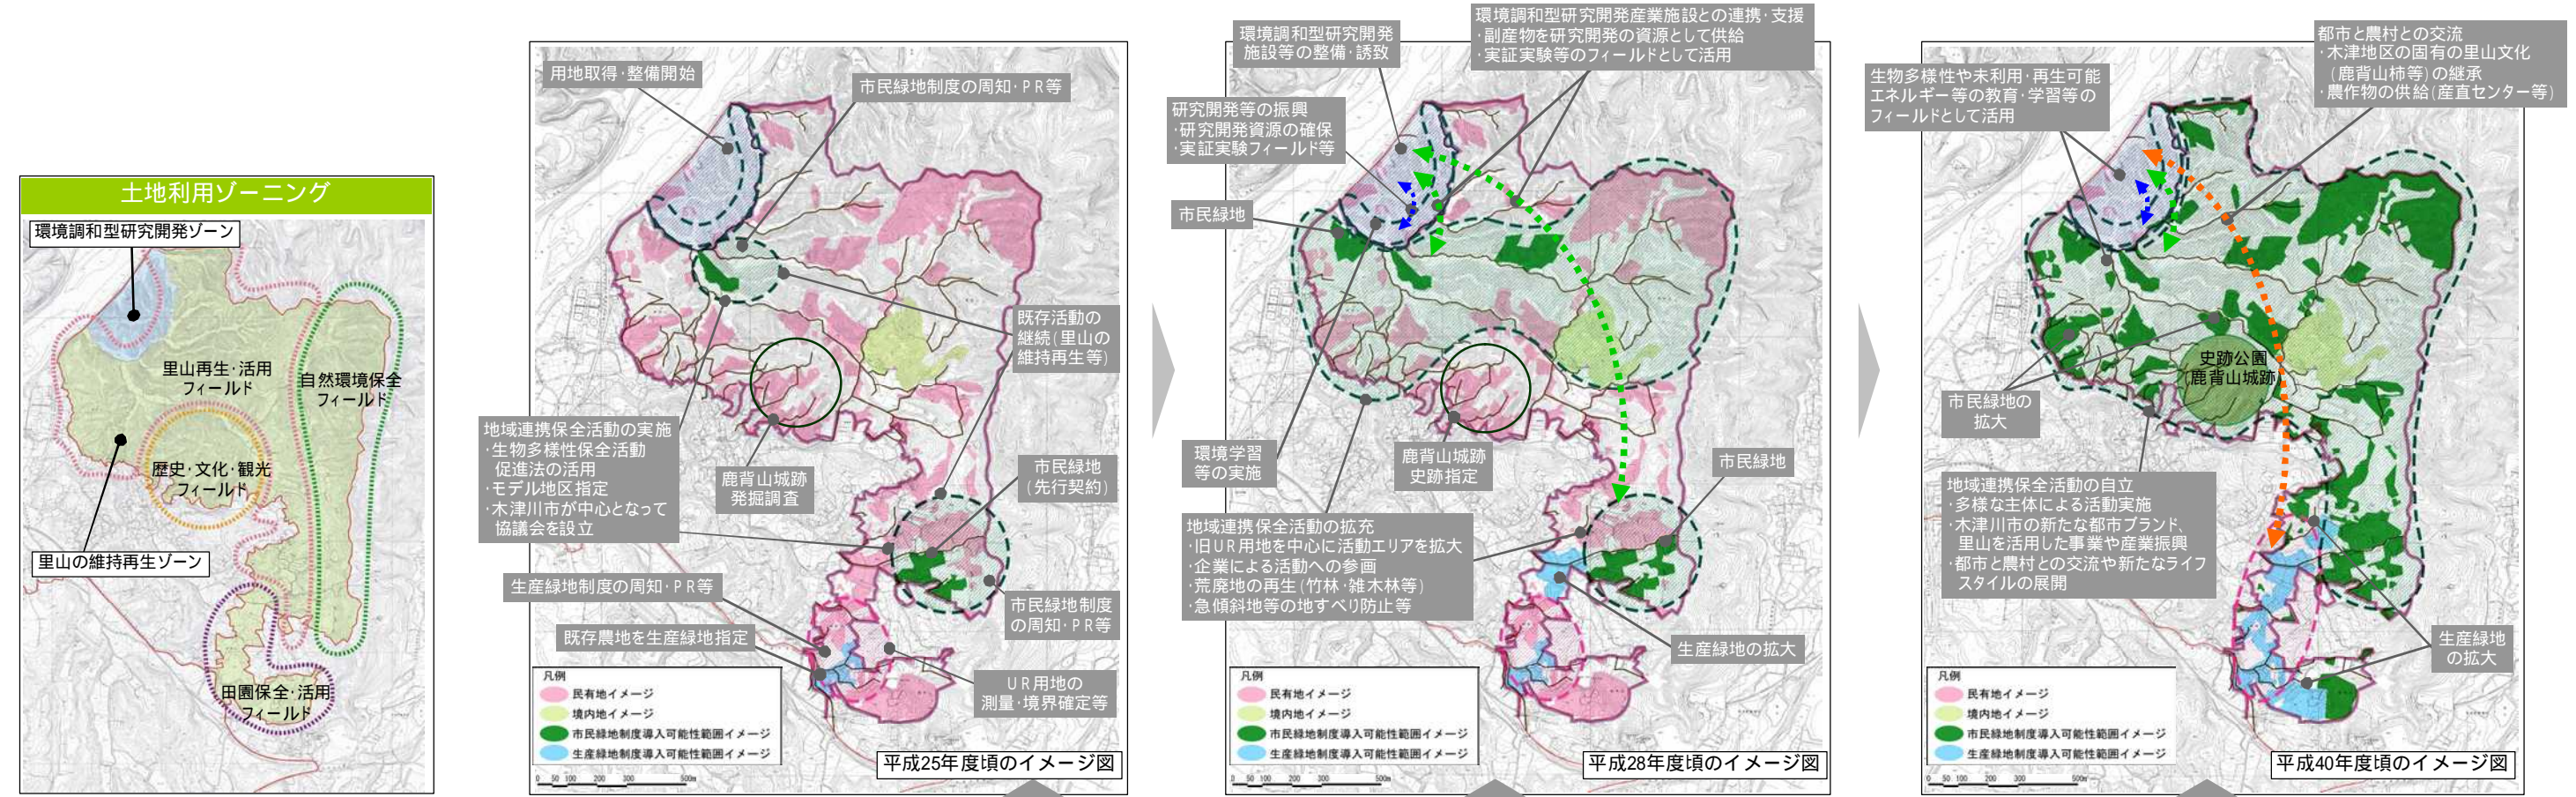 土地利用ゾーニング
環境調和型研究開発ゾーン
里山再生・活用
フィールド
自然環境保全
フィールド
歴史・文化・観光
フィールド
里山の維持再生ゾーン
田園保全・活用
フィールド
用地取得・整備開始
市民緑地制度の周知・PR等
既存活動の
継続(里山の
維持再生等)
地域連携保全活動の実施
・生物多様性保全活動
促進法の活用
・モデル地区指定
・木津川市が中心となって
協議会を設立
鹿背山城跡
発掘調査
市民緑地
(先行契約)
生産緑地制度の周知・PR等
既存農地を生産緑地指定
市民緑地制度
の周知・PR等
UR用地の
測量・境界確定等
凡例
民有地イメージ
境内地イメージ
市民緑地制度導入可能性範囲イメージ
生産緑地制度導入可能性範囲イメージ
0 50 100 200 300 500m
平成25年度頃のイメージ図
環境調和型研究開発
施設等の整備・誘致
環境調和型研究開発産業施設との連携・支援
・副産物を研究開発の資源として供給
・実証実験等のフィールドとして活用
研究開発等の振興
・研究開発資源の確保
・実証実験フィールド等
市民緑地
環境学習
等の実施
鹿背山城跡
史跡指定
市民緑地
地域連携保全活動の拡充
・旧UR用地を中心に活動エリアを拡大
・企業による活動への参画
・荒廃地の再生(竹林・雑木林等)
・急傾斜地等の地すべり防止等
生産緑地の拡大
凡例
民有地イメージ
境内地イメージ
市民緑地制度導入可能性範囲イメージ
生産緑地制度導入可能性範囲イメージ
0 50 100 200 300 500m
平成28年度頃のイメージ図
生物多様性や未利用・再生可能
エネルギー等の教育・学習等の
フィールドとして活用
都市と農村との交流
・木津地区の固有の里山文化
(鹿背山柿等)の継承
・農作物の供給(産直センター等)
史跡公園
(鹿背山城跡)
市民緑地の
拡大
地域連携保全活動の自立
・多様な主体による活動実施
・木津川市の新たな都市ブランド、
里山を活用した事業や産業振興
・都市と農村との交流や新たなライフ
スタイルの展開
生産緑地
の拡大
凡例
民有地イメージ
境内地イメージ
市民緑地制度導入可能性範囲イメージ
生産緑地制度導入可能性範囲イメージ
0 50 100 200 300 500m
平成40年度頃のイメージ図